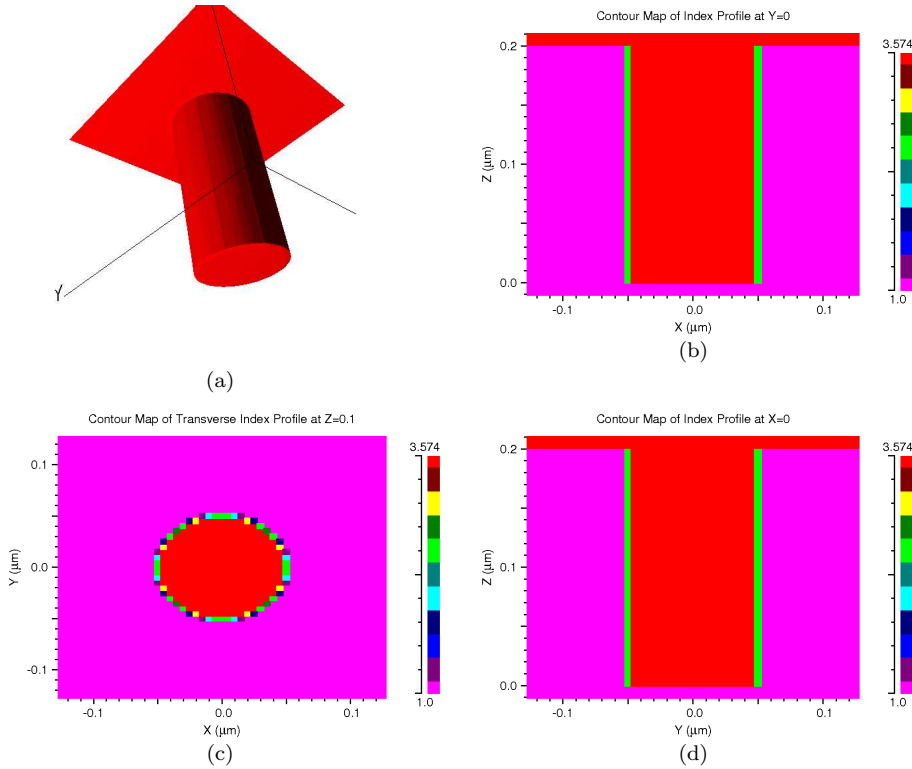 Y
(a)
Contour Map of Index Profile at Y=0
3.574
0.2
0.1
0.0
Z (μm)
-0.1
0.0
0.1
X (μm)
1.0
(b)
Contour Map of Transverse Index Profile at Z=0.1
3.574
0.1
0.0
-0.1
Y (μm)
-0.1
0.0
0.1
X (μm)
1.0
(c)
Contour Map of Index Profile at X=0
3.574
0.2
0.1
0.0
Z (μm)
-0.1
0.0
0.1
Y (μm)
1.0
(d)